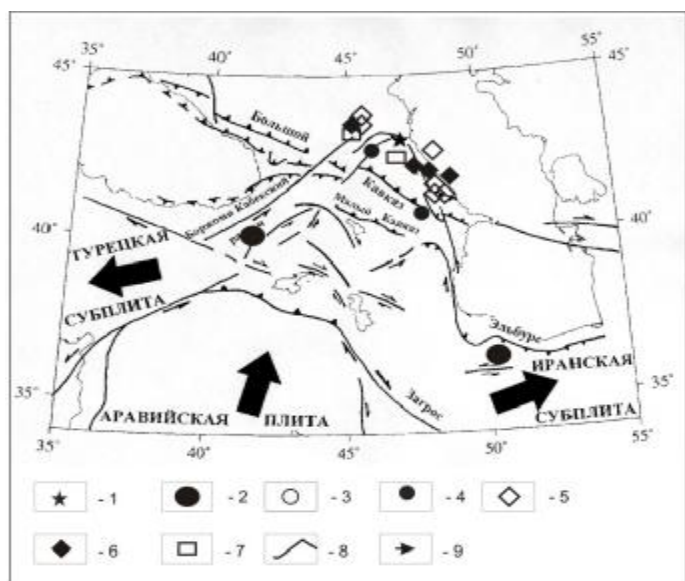 35° 40° 45° 50° 55°
45° 45°
Большой
Кавказ
Боржоми Казбекский
Малый Кавказ
40° 40°
ТУРЕЦКАЯ
СУБПЛИТА
Эльбурс
ИРАНСКАЯ
СУБПЛИТА
Загрос
АРАВИЙСКАЯ ПЛИТА
35° 35°
35° 40° 45° 50° 55°
- 1 - 2 - 3 - 4 - 5
- 6 - 7 - 8 - 9